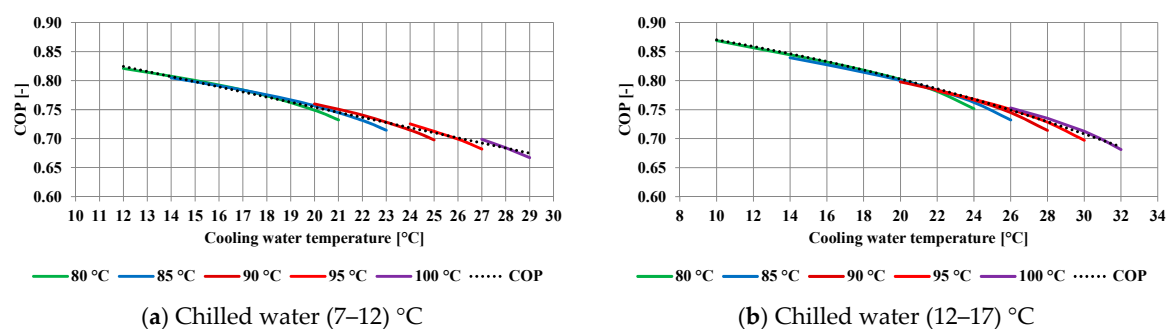 0.90
0.85
0.80
0.75
0.70
0.65
0.60
COP [-]
10 11 12 13 14 15 16 17 18 19 20 21 22 23 24 25 26 27 28 29 30
Cooling water temperature [°C]
80 °C 85 °C 90 °C 95 °C 100 °C COP
(a) Chilled water (7–12) °C
0.90
0.85
0.80
0.75
0.70
0.65
0.60
COP [-]
8 10 12 14 16 18 20 22 24 26 28 30 32 34
Cooling water temperature [°C]
80 °C 85 °C 90 °C 95 °C 100 °C COP
(b) Chilled water (12–17) °C